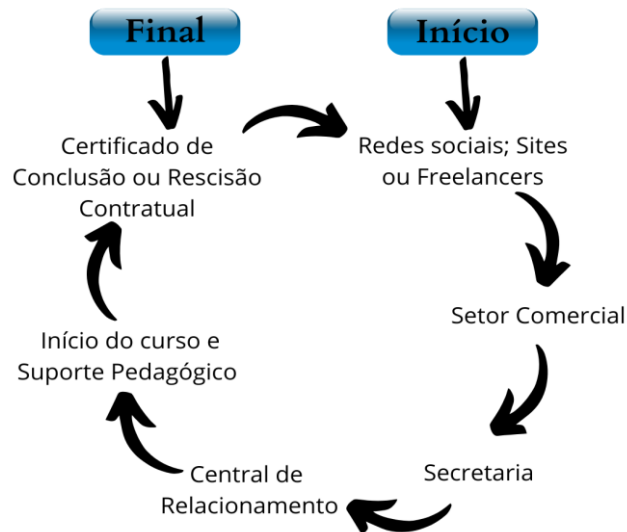 Final
Início
Certificado de
Conclusão ou Rescisão
Contratual
Redes sociais; Sites
ou Freelancers
Setor Comercial
Início do curso e
Suporte Pedagógico
Secretaria
Central de
Relacionamento